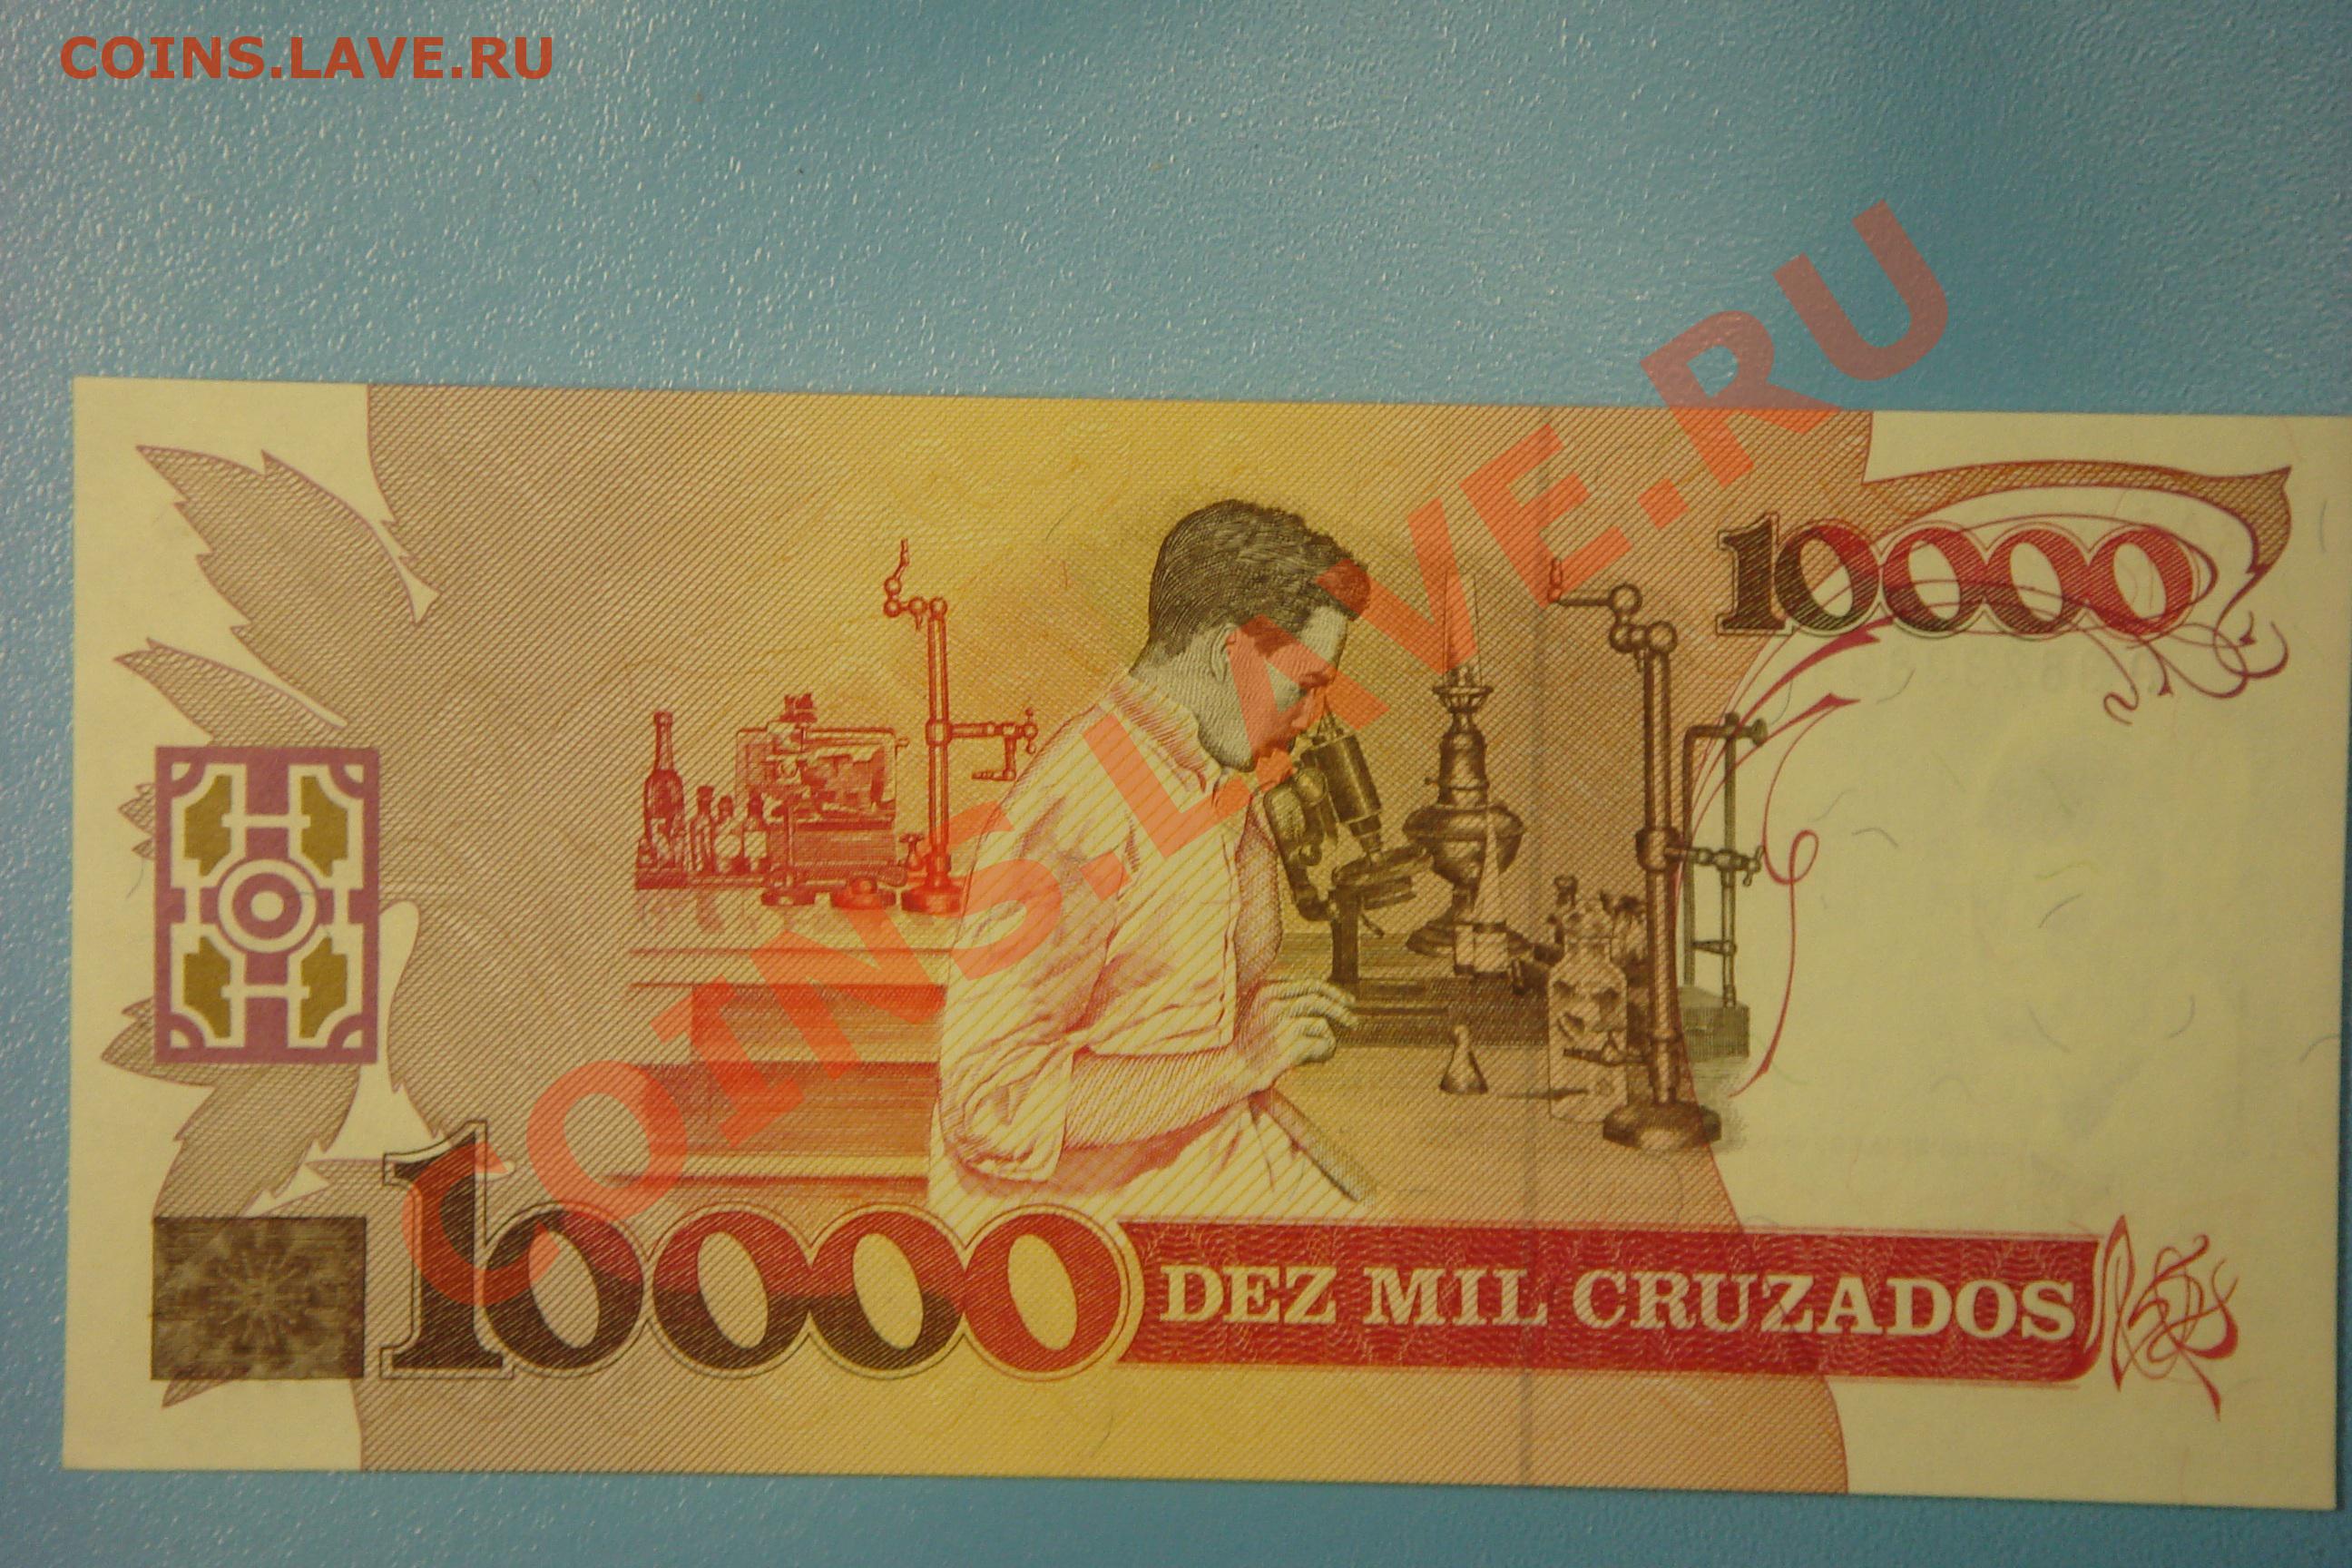 COINS.LAVE.RU
COINS.LAVE.RU
10000
10000 DEZ MIL CRUZADOS